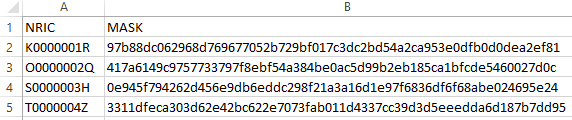 A B
1 NRIC MASK
2 K0000001R 97b88dc062968d769677052b729bf017c3dc2bd54a2ca953e0dfb0d0dea2ef81
3 O0000002Q 417a6149c9757733797f8ebf54a384be0ac5d99b2eb185ca1bfcde5460027d0c
4 S0000003H 0e945f794262d456e9db6eddc298f21a3a16d1e97f6836df6f68abe024695e24
5 T0000004Z 3311dfeca303d62e42bc622e7073fab011d4337cc39d3d5eeedda6d187b7dd95